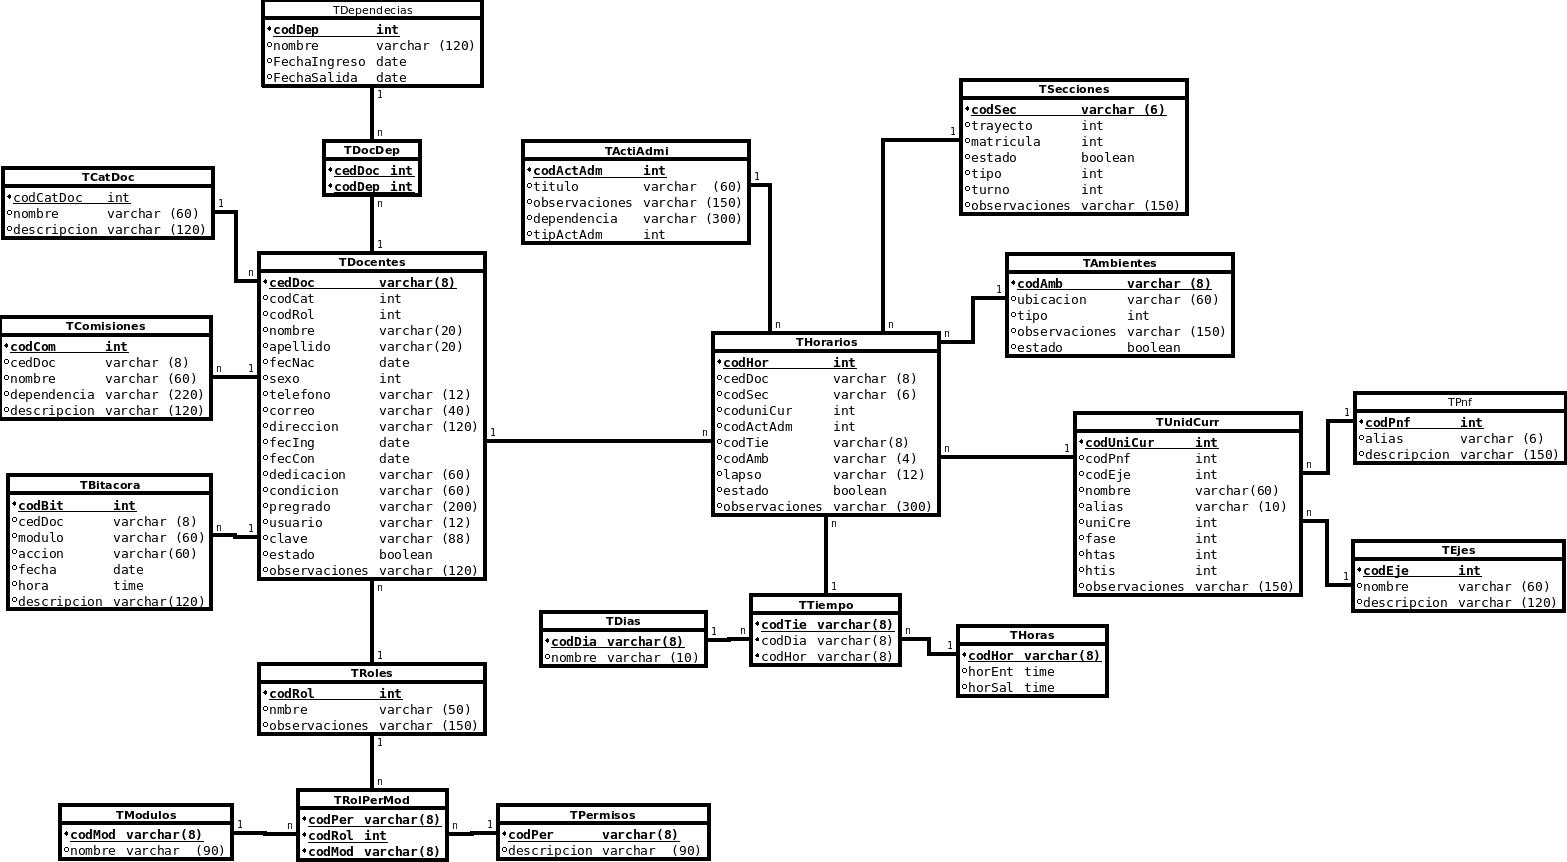 TDependecias
codDep int
nombre varchar (120)
FechaIngreso date
FechaSalida date
1
n
TDocDep
cedDoc int
codDep int
n
1
TCatDoc
codCatDoc int
nombre varchar (60)
descripcion varchar (120)
1
n
TComisiones
codCom int
cedDoc varchar (8)
nombre varchar (60)
dependencia varchar (220)
descripcion varchar (120)
n
1
TBitacora
codBit int
cedDoc varchar (8)
modulo varchar (60)
accion varchar(60)
fecha date
hora time
descripcion varchar(120)
n
1
TDocentes
cedDoc varchar(8)
codCat int
codRol int
nombre varchar(20)
apellido varchar(20)
fecNac date
sexo int
telefono varchar (12)
correo varchar (40)
direccion varchar (120)
fecIng date
fecCon date
dedicacion varchar (60)
condicion varchar (60)
pregrado varchar (200)
usuario varchar (12)
clave varchar (88)
estado boolean
observaciones varchar (120)
1
n
n
1
TRoles
codRol int
nmbre varchar (50)
observaciones varchar (150)
1
n
TModulos
codMod varchar(8)
nombre varchar (90)
1
n
TRolPerMod
codPer varchar(8)
codRol int
codMod varchar(8)
n
1
TPermisos
codPer varchar(8)
descripcion varchar (90)
TActiAdmi
codActAdm int
titulo varchar (60)
observaciones varchar (150)
dependencia varchar (300)
tipActAdm int
1
n
TSecciones
codSec varchar (6)
trayecto int
matricula int
estado boolean
tipo int
turno int
observaciones varchar (150)
1
n
TAmbientes
codAmb varchar (8)
ubicacion varchar (60)
tipo int
observaciones varchar (150)
estado boolean
1
n
THorarios
codHor int
cedDoc varchar (8)
codSec varchar (6)
coduniCur int
codActAdm int
codTie varchar(8)
codAmb varchar (4)
lapso varchar (12)
estado boolean
observaciones varchar (300)
n
1
n
1
TUnidCurr
codUniCur int
codPnf int
codEje int
nombre varchar(60)
alias varchar (10)
uniCre int
fase int
htas int
htis int
observaciones varchar (150)
n
1
n
1
TPnf
codPnf int
alias varchar (6)
descripcion varchar (150)
TEjes
codEje int
nombre varchar (60)
descripcion varchar (120)
TDias
codDia varchar(8)
nombre varchar (10)
1
n
TTiempo
codTie varchar(8)
codDia varchar(8)
codHor varchar(8)
n
1
THoras
codHor varchar(8)
horEnt time
horSal time